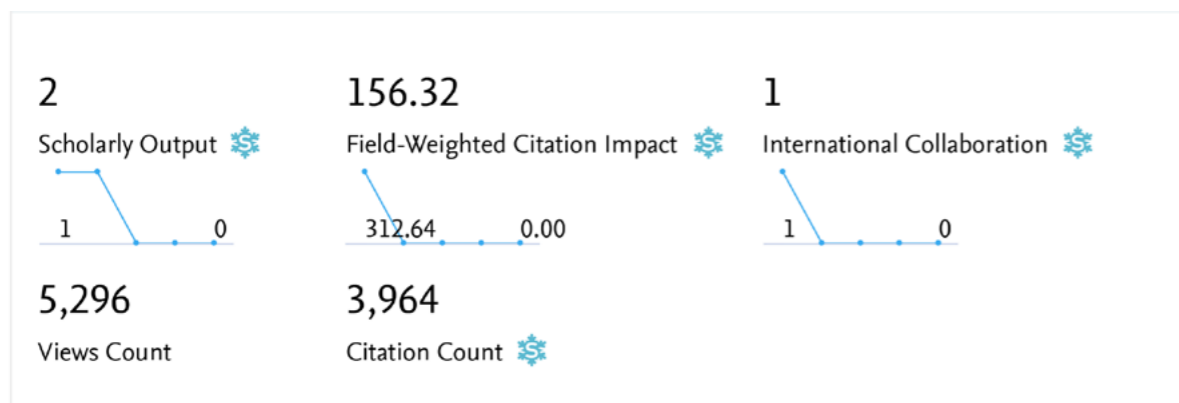 2
Scholarly Output
1 0
156.32
Field-Weighted Citation Impact
312.64 0.00
1
International Collaboration
1 0
5,296
Views Count
3,964
Citation Count